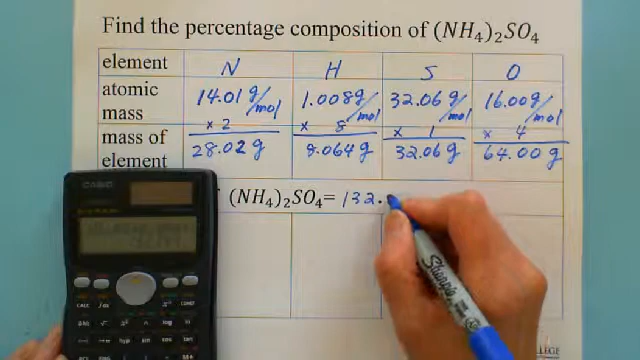 Find the percentage composition of (NH₄)₂SO₄
element N H S O
atomic mass 14.01 g/mol 1.008 g/mol 32.06 g/mol 16.00 g/mol
x 2 x 8 x 1 x 4
mass of element 28.02 g 8.064 g 32.06 g 64.00 g
(NH₄)₂SO₄= 132.
CASIO
Sharpie